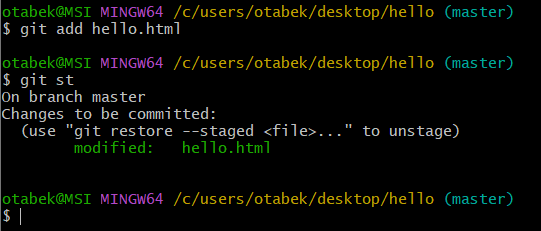 otabek@MSI MINGW64 /c/users/otabek/desktop/hello (master)
$ git add hello.html
otabek@MSI MINGW64 /c/users/otabek/desktop/hello (master)
$ git st
On branch master
Changes to be committed:
  (use "git restore --staged <file>..." to unstage)
        modified:   hello.html
otabek@MSI MINGW64 /c/users/otabek/desktop/hello (master)
$